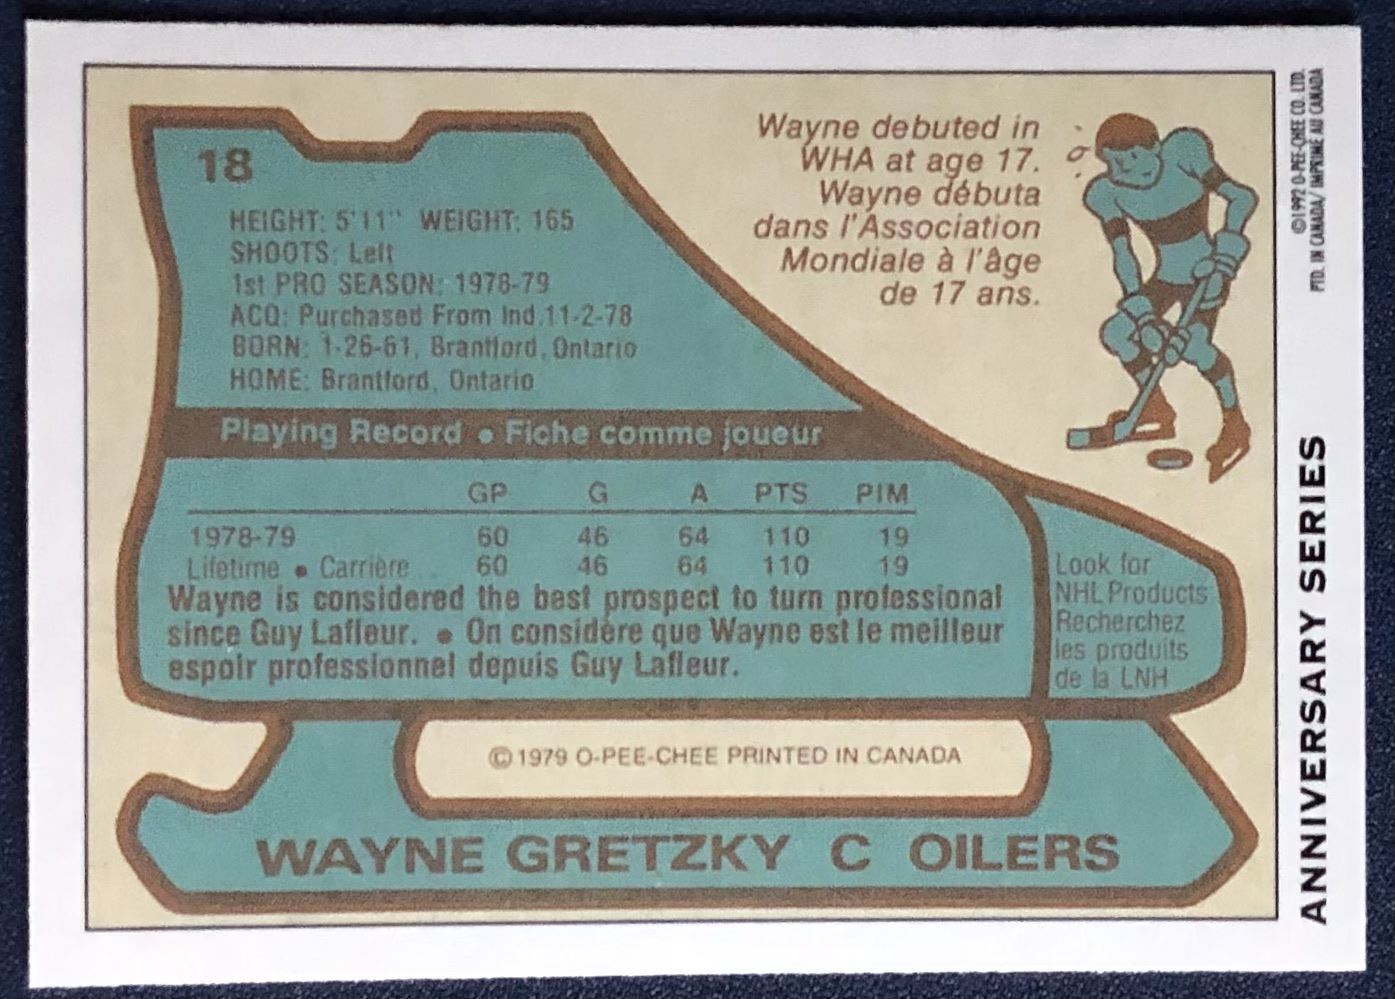 18
HEIGHT: 5'11" WEIGHT: 165
SHOOTS: Left
1st PRO SEASON: 1978-79
ACQ: Purchased From Ind.11-2-78
BORN: 1-26-61, Brantford, Ontario
HOME: Brantford, Ontario
Wayne debuted in
WHA at age 17.
Wayne débuta
dans l'Association
Mondiale à l'âge
de 17 ans.
Playing Record • Fiche comme joueur
GP G A PTS PIM
1978-79 60 46 64 110 19
Lifetime • Carrière 60 46 64 110 19
Wayne is considered the best prospect to turn professional
since Guy Lafleur. • On considère que Wayne est le meilleur
espoir professionnel depuis Guy Lafleur.
Look for
NHL Products
Recherchez
les produits
de la LNH
© 1979 O-PEE-CHEE PRINTED IN CANADA
WAYNE GRETZKY C OILERS
ANNIVERSARY SERIES
©1992 O-PEE-CHEE CO. LTD.
PTD. IN CANADA/IMPRIMÉ AU CANADA